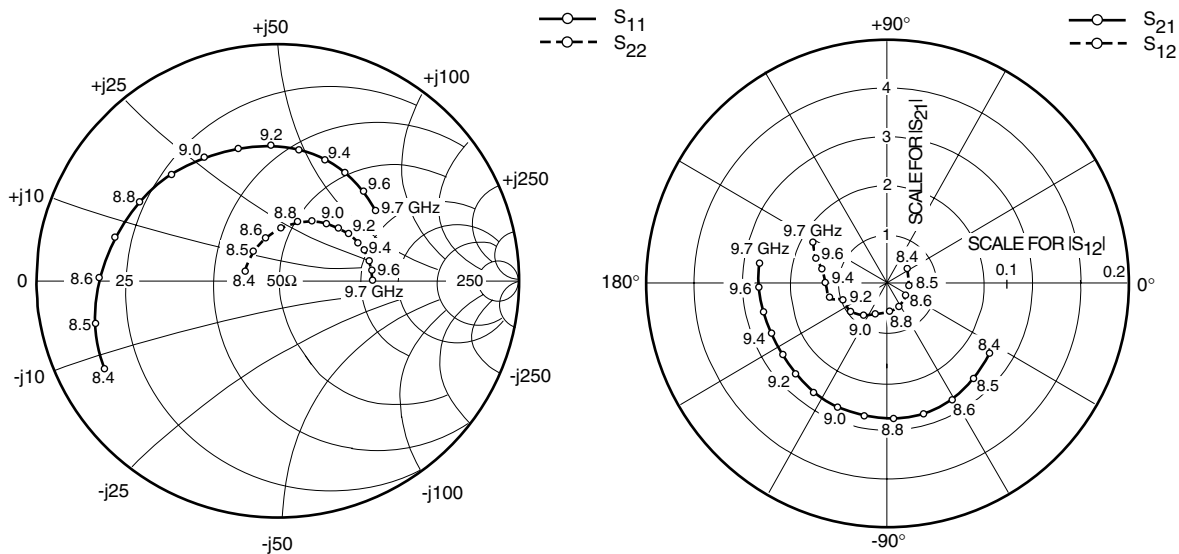 S11
S22
+j50
+j25
+j100
+j10
+j250
0
25
50Ω
250
-j10
-j250
-j25
-j100
-j50
9.2
9.0
9.4
8.8
9.6
9.7 GHz
8.6
8.5
8.4
8.8
9.0
8.6
9.2
8.5
9.4
8.4
9.6
9.7 GHz
S21
S12
+90°
180°
0°
-90°
4
3
2
1
SCALE FOR |S21|
SCALE FOR |S12|
0.1
0.2
9.7 GHz
9.6
9.4
9.2
9.0
8.8
8.6
8.5
8.4
9.7 GHz
9.6
9.4
9.2
9.0
8.8
8.6
8.5
8.4